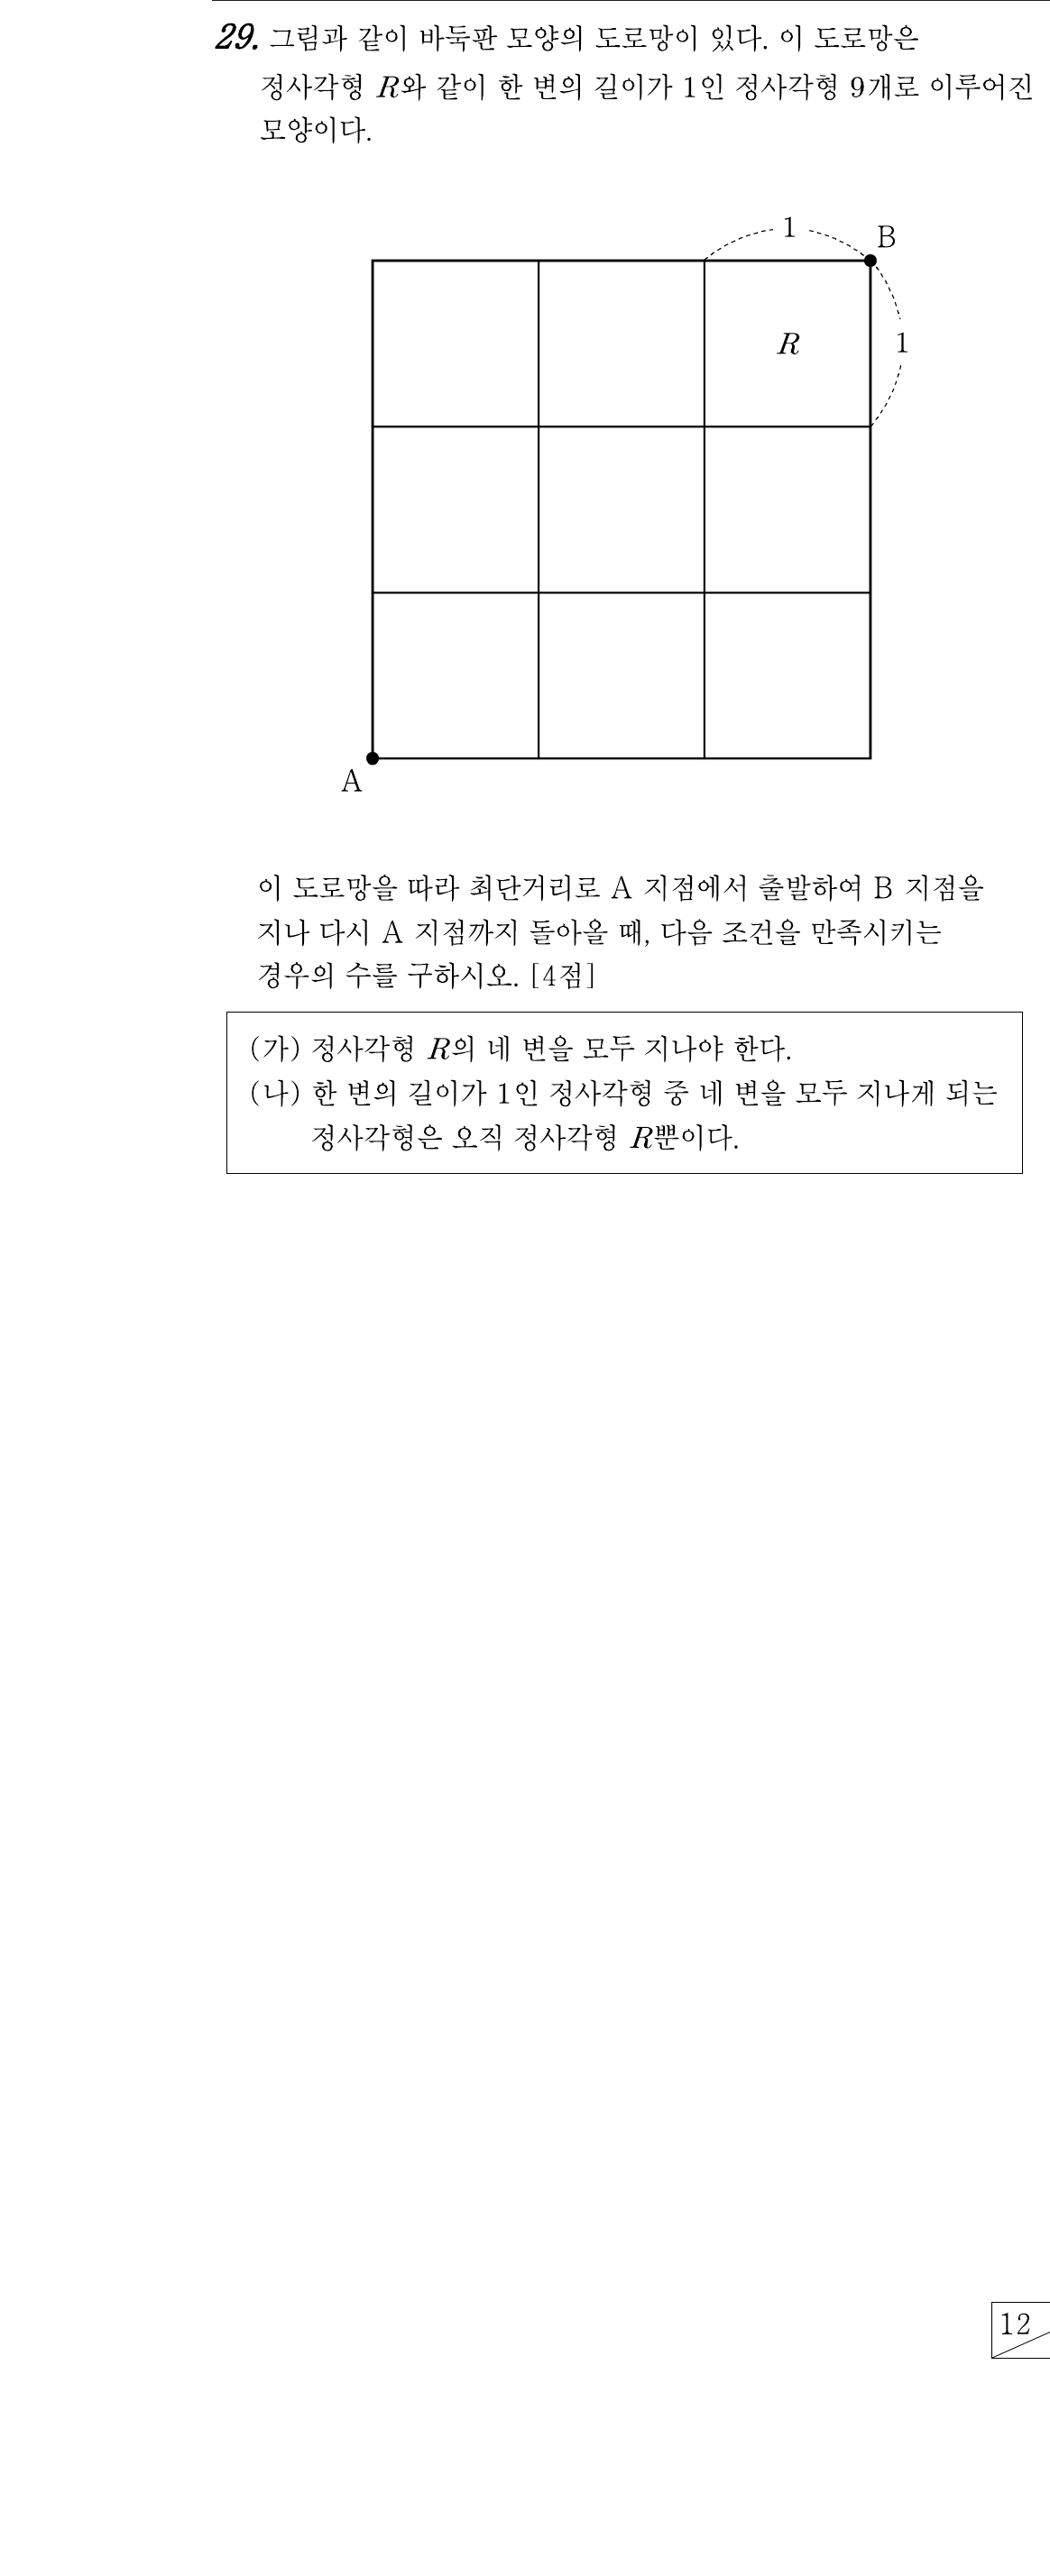 29. 그림과 같이 바둑판 모양의 도로망이 있다. 이 도로망은
정사각형 R와 같이 한 변의 길이가 1인 정사각형 9개로 이루어진
모양이다.
1
B
R
1
A
이 도로망을 따라 최단거리로 A 지점에서 출발하여 B 지점을
지나 다시 A 지점까지 돌아올 때, 다음 조건을 만족시키는
경우의 수를 구하시오. [4점]
(가) 정사각형 R의 네 변을 모두 지나야 한다.
(나) 한 변의 길이가 1인 정사각형 중 네 변을 모두 지나게 되는
정사각형은 오직 정사각형 R뿐이다.
12